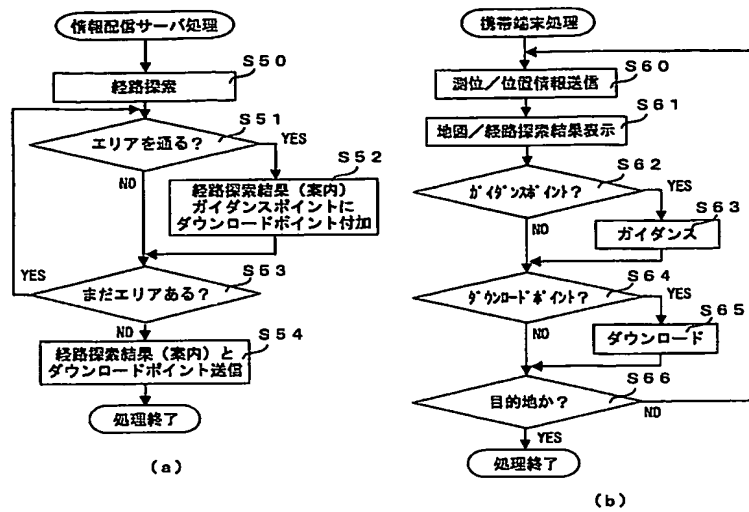 情報配信サーバ処理
S50
経路探索
S51
エリアを通る？
YES
NO
S52
経路探索結果（案内）
ガイダンスポイントに
ダウンロードポイント付加
S53
YES
まだエリアある？
NO
S54
経路探索結果（案内）と
ダウンロードポイント送信
処理終了
(a)
携帯端末処理
S60
測位／位置情報送信
S61
地図／経路探索結果表示
S62
ｶﾞｲﾀﾞﾝｽﾎﾟｲﾝﾄ？
YES
NO
S63
ガイダンス
S64
ﾀﾞｳﾝﾛｰﾄﾞﾎﾟｲﾝﾄ？
YES
NO
S65
ダウンロード
S66
目的地か？
NO
YES
処理終了
(b)